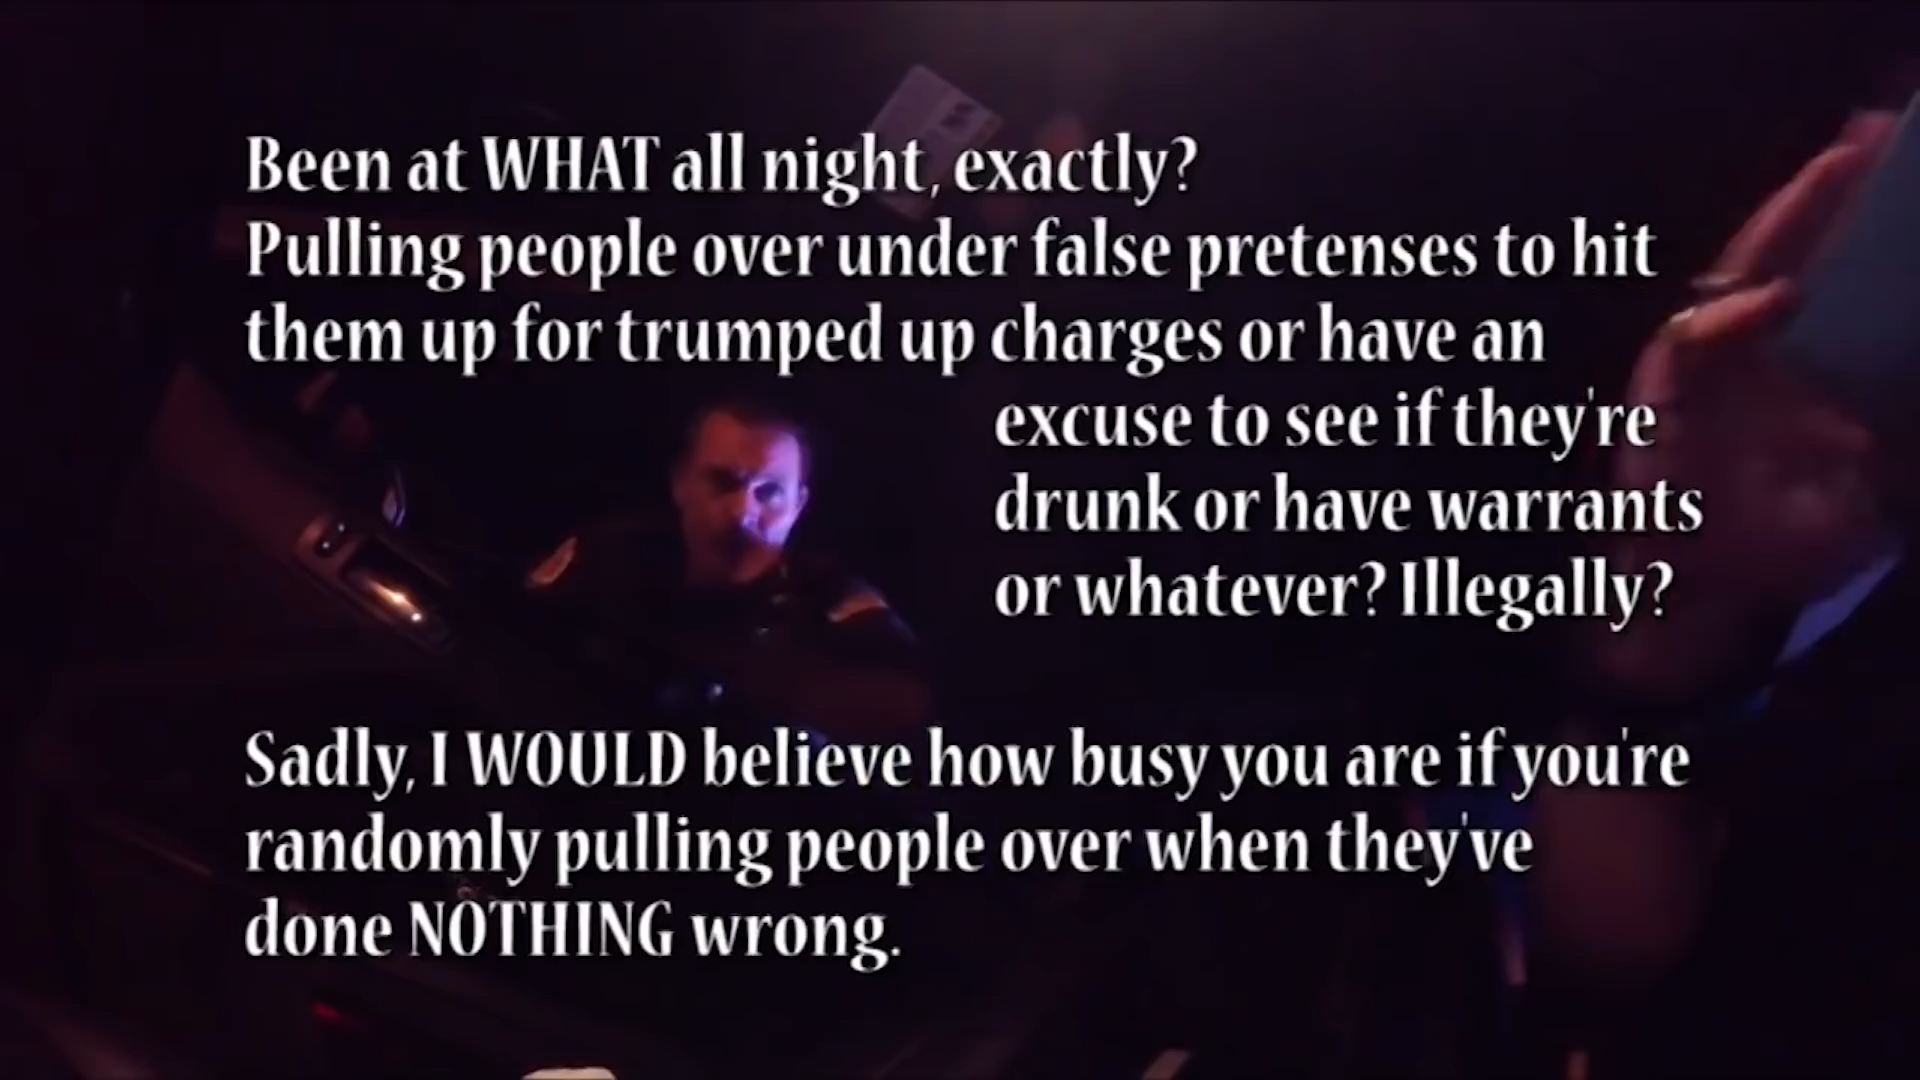 Been at WHAT all night, exactly?
Pulling people over under false pretenses to hit
them up for trumped up charges or have an
excuse to see if they're
drunk or have warrants
or whatever? Illegally?
Sadly, I WOULD believe how busy you are if you're
randomly pulling people over when they've
done NOTHING wrong.